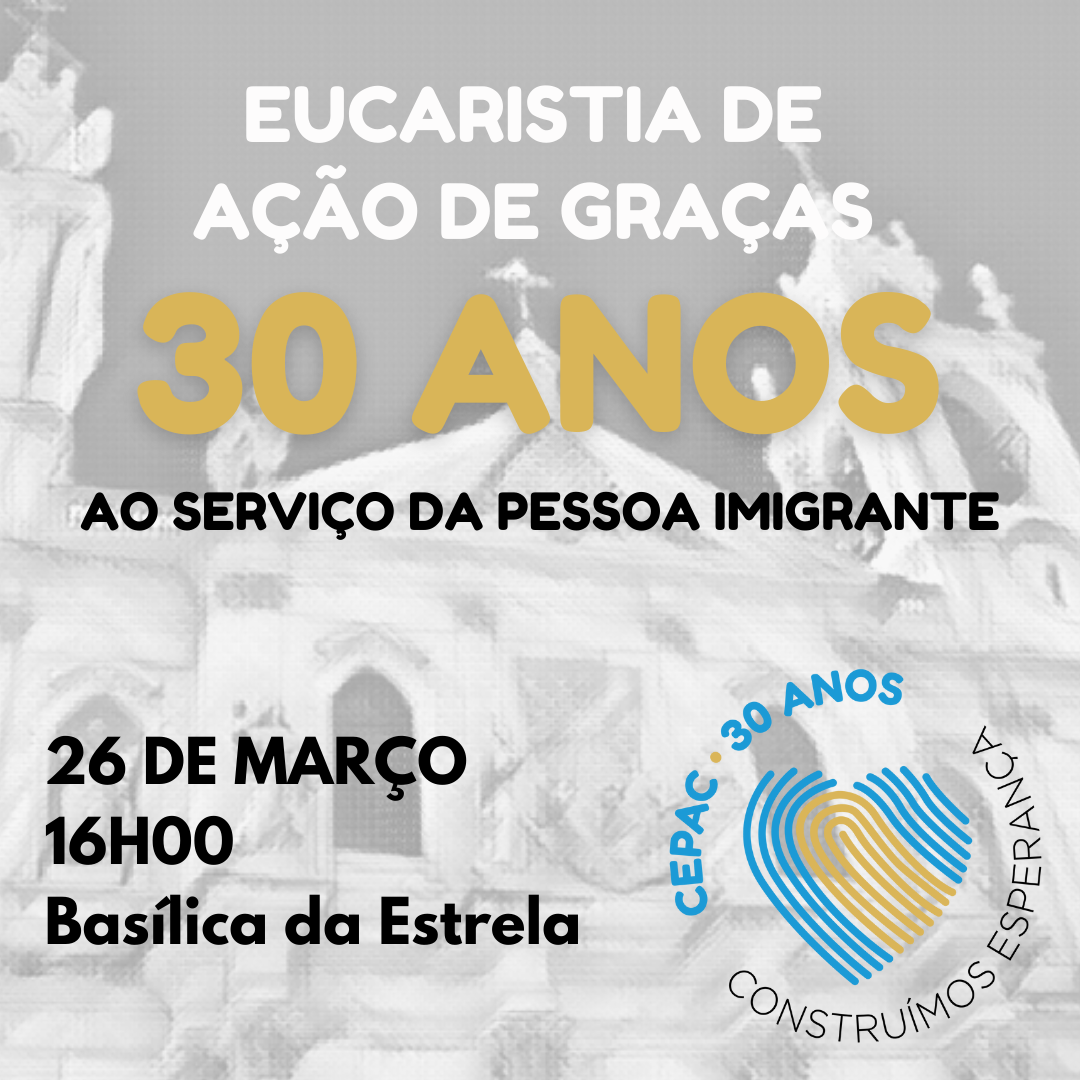 EUCARISTIA DE
AÇÃO DE GRAÇAS
30 ANOS
AO SERVIÇO DA PESSOA IMIGRANTE
26 DE MARÇO
16H00
Basílica da Estrela
CEPAC • 30 ANOS
CONSTRUÍMOS ESPERANÇA